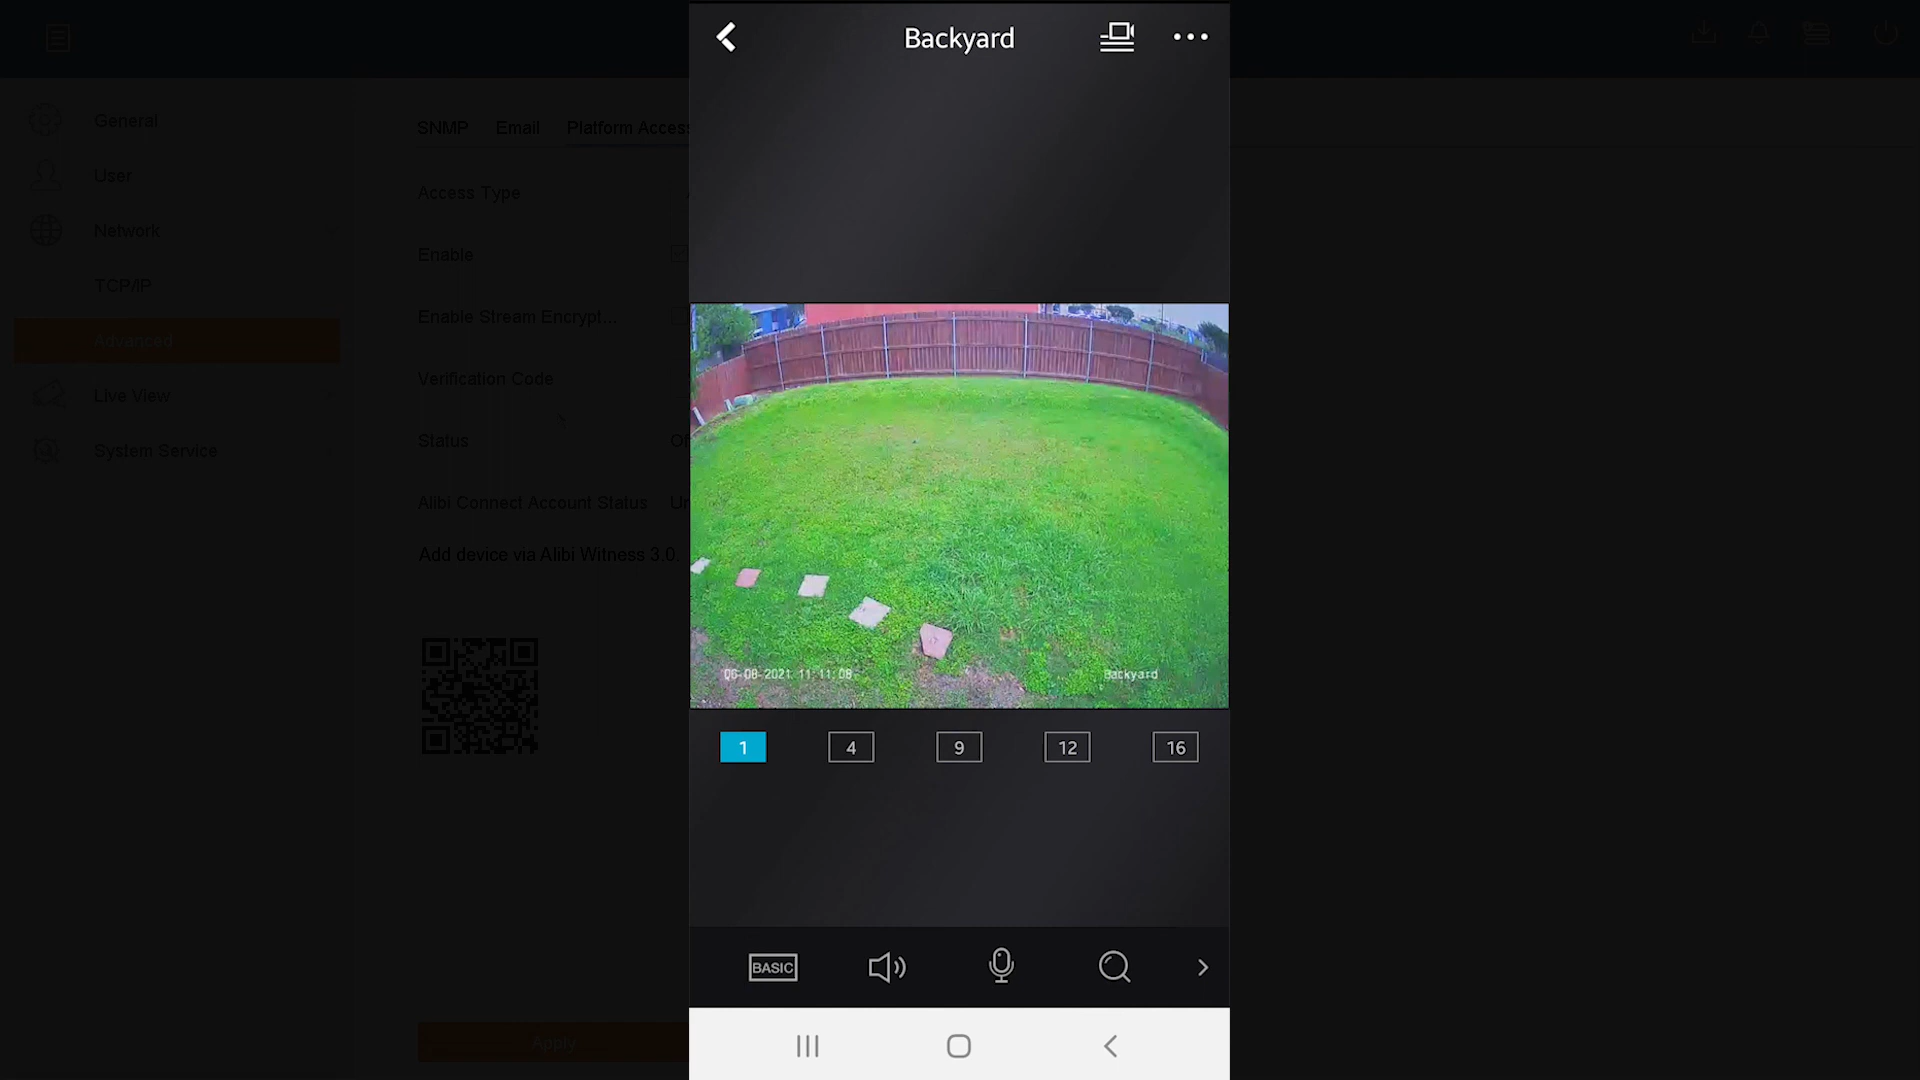 Backyard
General
User
Network
TCP/IP
Advanced
Live View
System Service
SNMP Email Platform Access
Access Type
Enable
Enable Stream Encrypt...
Verification Code
Status
Alibi Connect Account Status
Add device via Alibi Witness 3.0.
Apply
06-08-2021 11:11:08
Backyard
1 4 9 12 16
BASIC